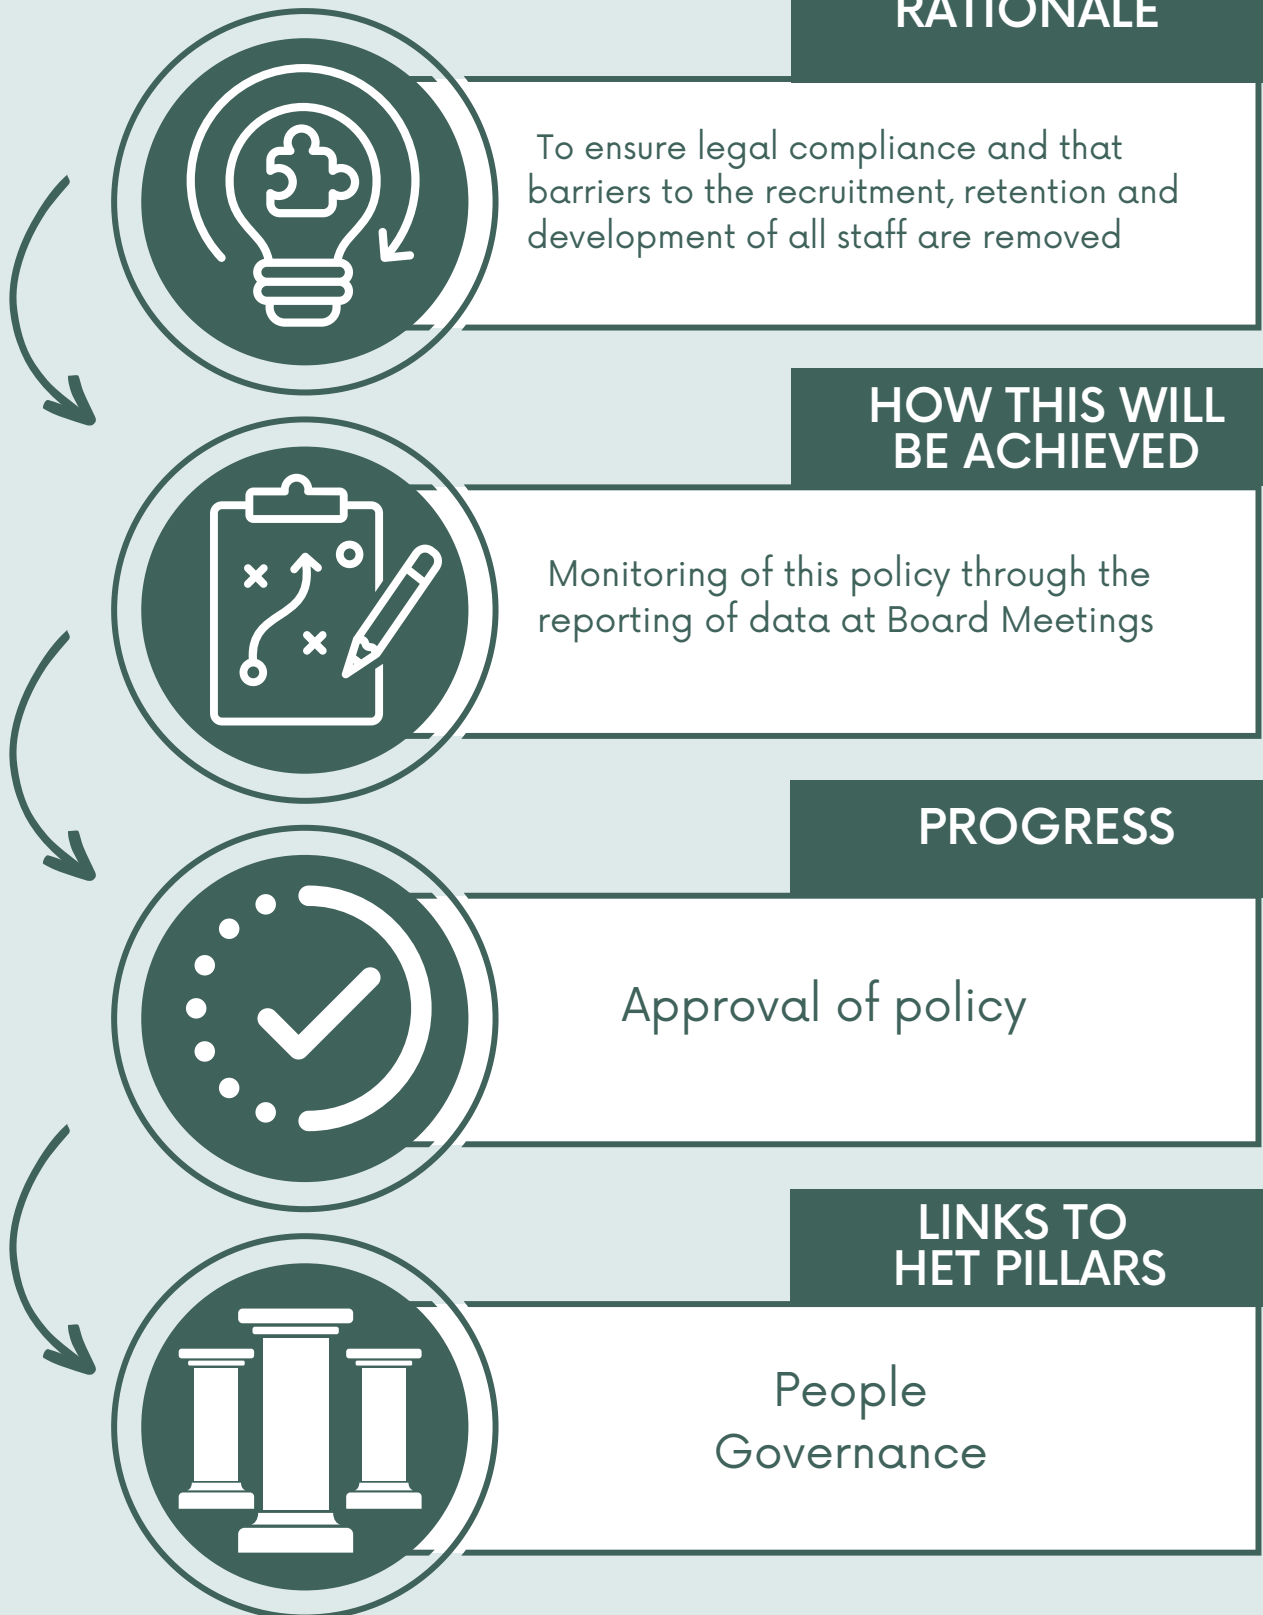 RATIONALE
To ensure legal compliance and that
barriers to the recruitment, retention and
development of all staff are removed
HOW THIS WILL
BE ACHIEVED
Monitoring of this policy through the
reporting of data at Board Meetings
PROGRESS
Approval of policy
LINKS TO
HET PILLARS
People
Governance